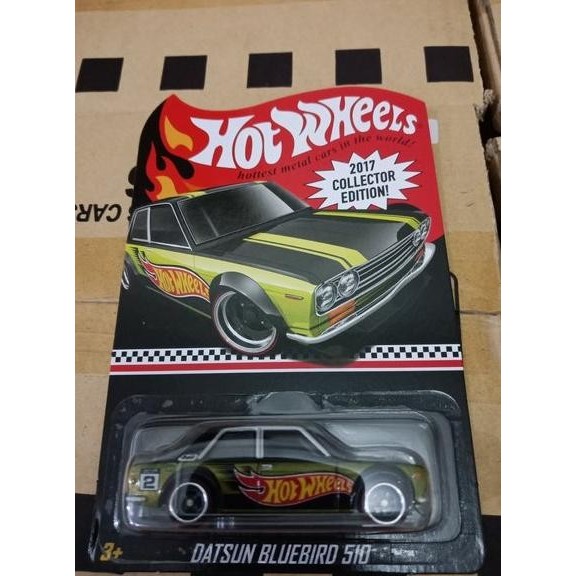 HOT WHEELS
hottest metal cars in the world!
2017
COLLECTOR
EDITION!
HOT WHEELS
CARS
2
HOT WHEELS
3+
DATSUN BLUEBIRD 510